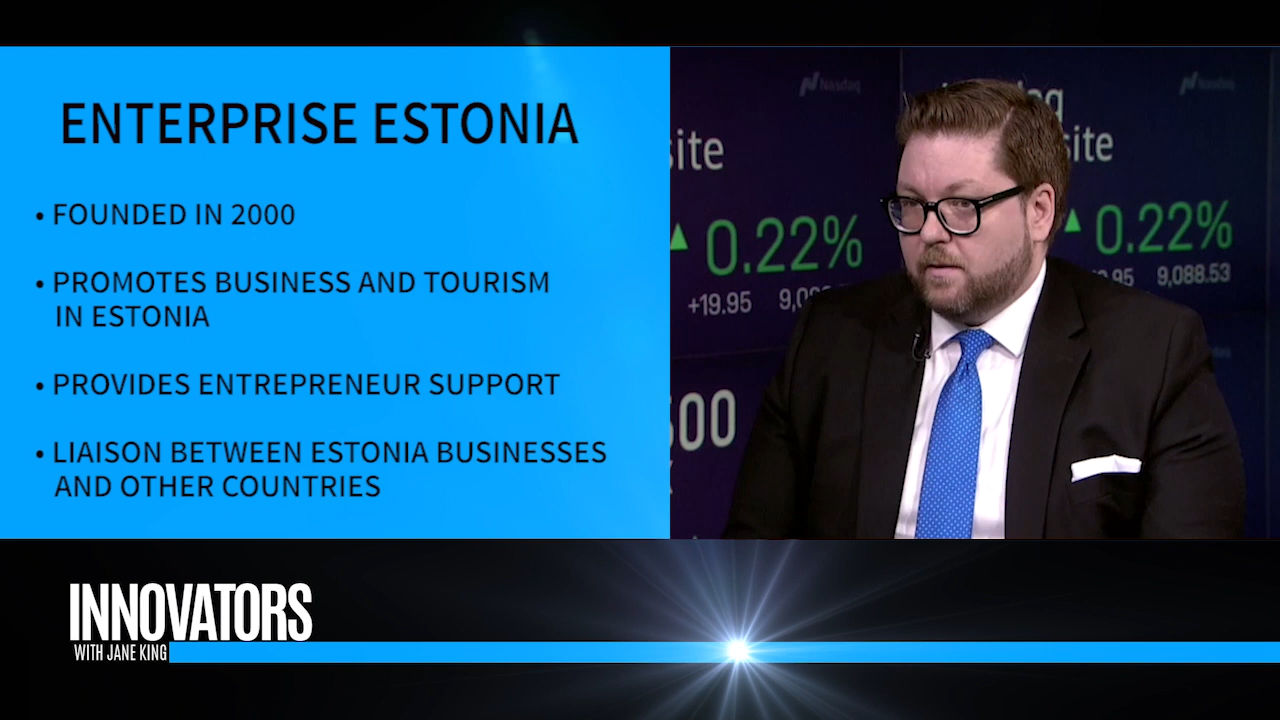 ENTERPRISE ESTONIA
• FOUNDED IN 2000
• PROMOTES BUSINESS AND TOURISM
IN ESTONIA
• PROVIDES ENTREPRENEUR SUPPORT
• LIAISON BETWEEN ESTONIA BUSINESSES
AND OTHER COUNTRIES
Nasdaq
Nasdaq
site
site
▲ 0.22%
▲ 0.22%
+19.95
9,088.53
INNOVATORS
WITH JANE KING